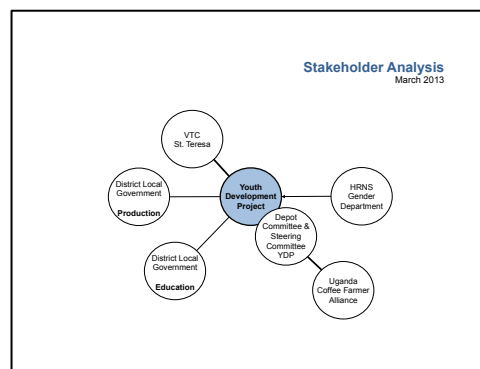 Stakeholder Analysis
March 2013
VTC
St. Teresa
District Local
Government
Production
Youth
Development
Project
HRNS
Gender
Department
Depot
Committee &
Steering
Committee
YDP
District Local
Government
Education
Uganda
Coffee Farmer
Alliance